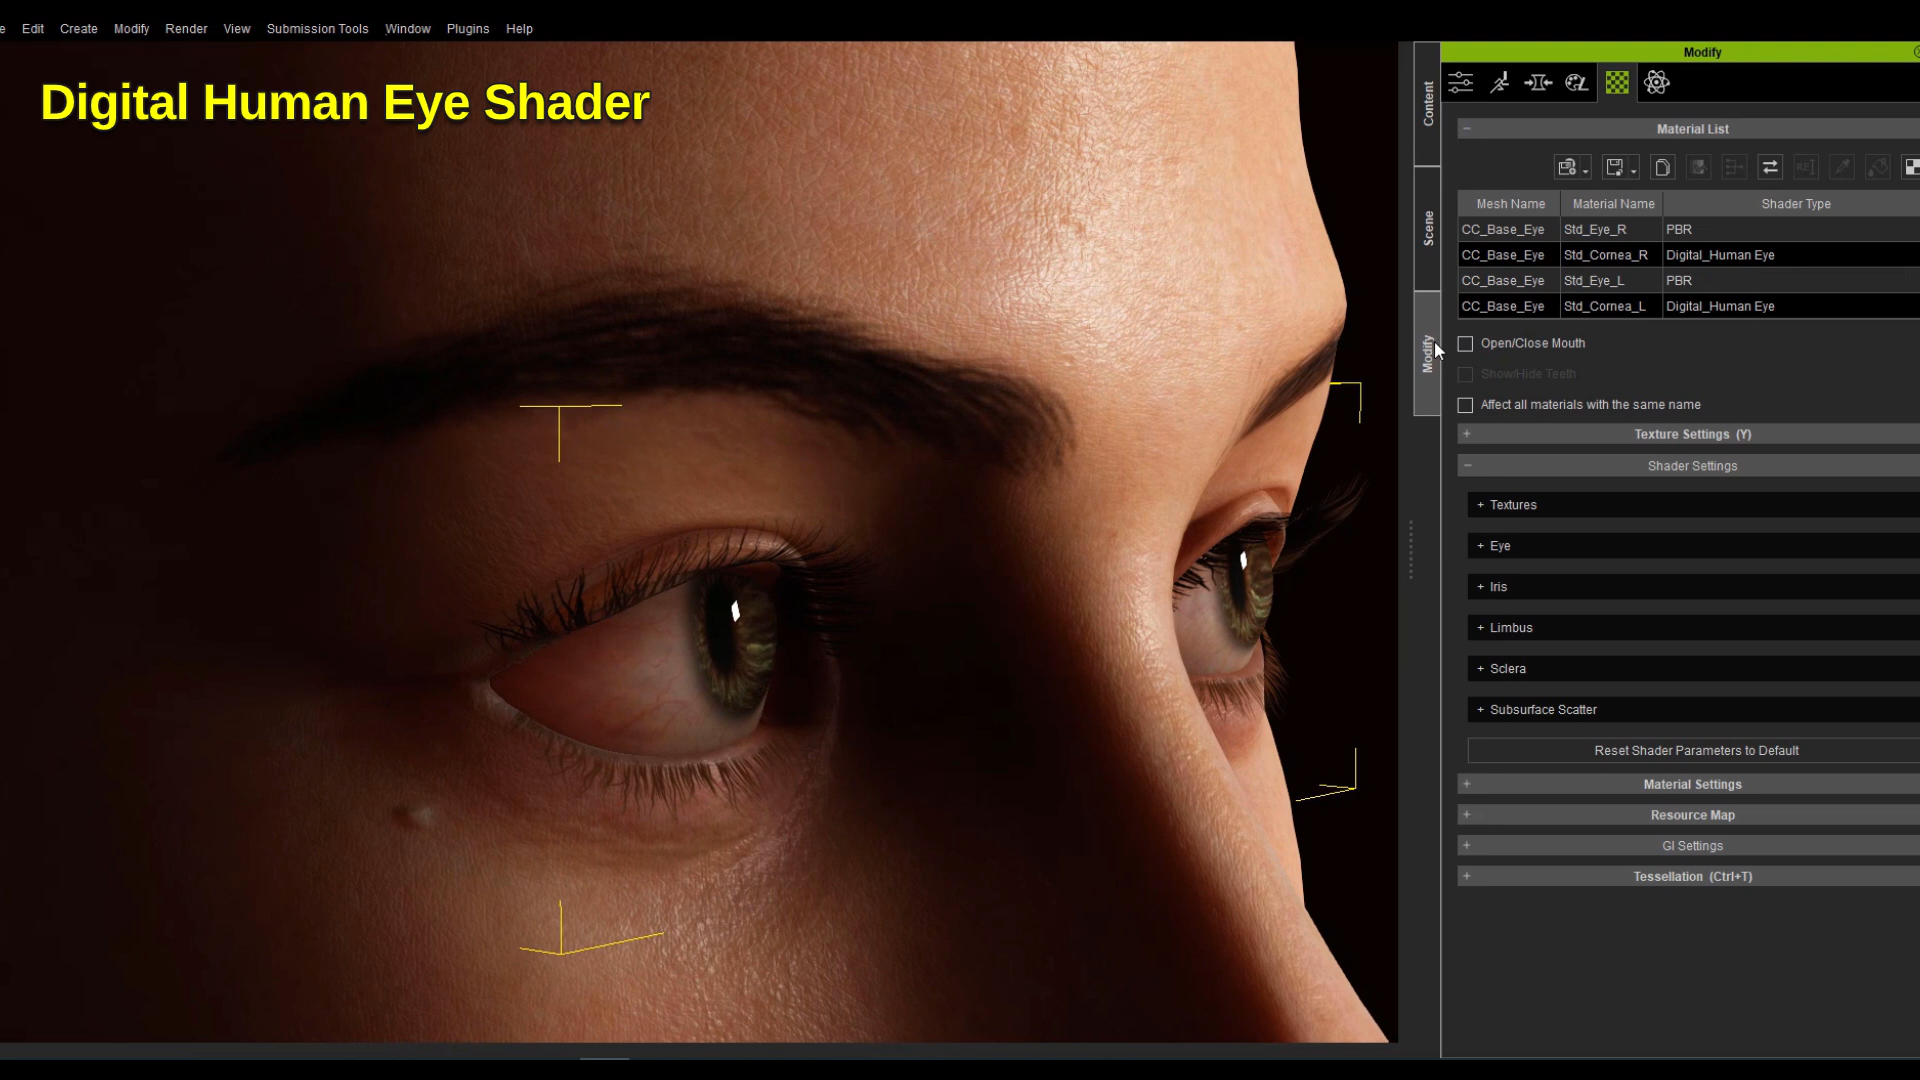 Edit Create Modify Render View Submission Tools Window Plugins Help
Digital Human Eye Shader
Content
Scene
Modify
Modify
Material List
Mesh Name Material Name Shader Type
CC_Base_Eye Std_Eye_R PBR
CC_Base_Eye Std_Cornea_R Digital_Human Eye
CC_Base_Eye Std_Eye_L PBR
CC_Base_Eye Std_Cornea_L Digital_Human Eye
Open/Close Mouth
Show/Hide Teeth
Affect all materials with the same name
+ Texture Settings (Y)
− Shader Settings
+ Textures
+ Eye
+ Iris
+ Limbus
+ Sclera
+ Subsurface Scatter
Reset Shader Parameters to Default
+ Material Settings
+ Resource Map
+ GI Settings
+ Tessellation (Ctrl+T)